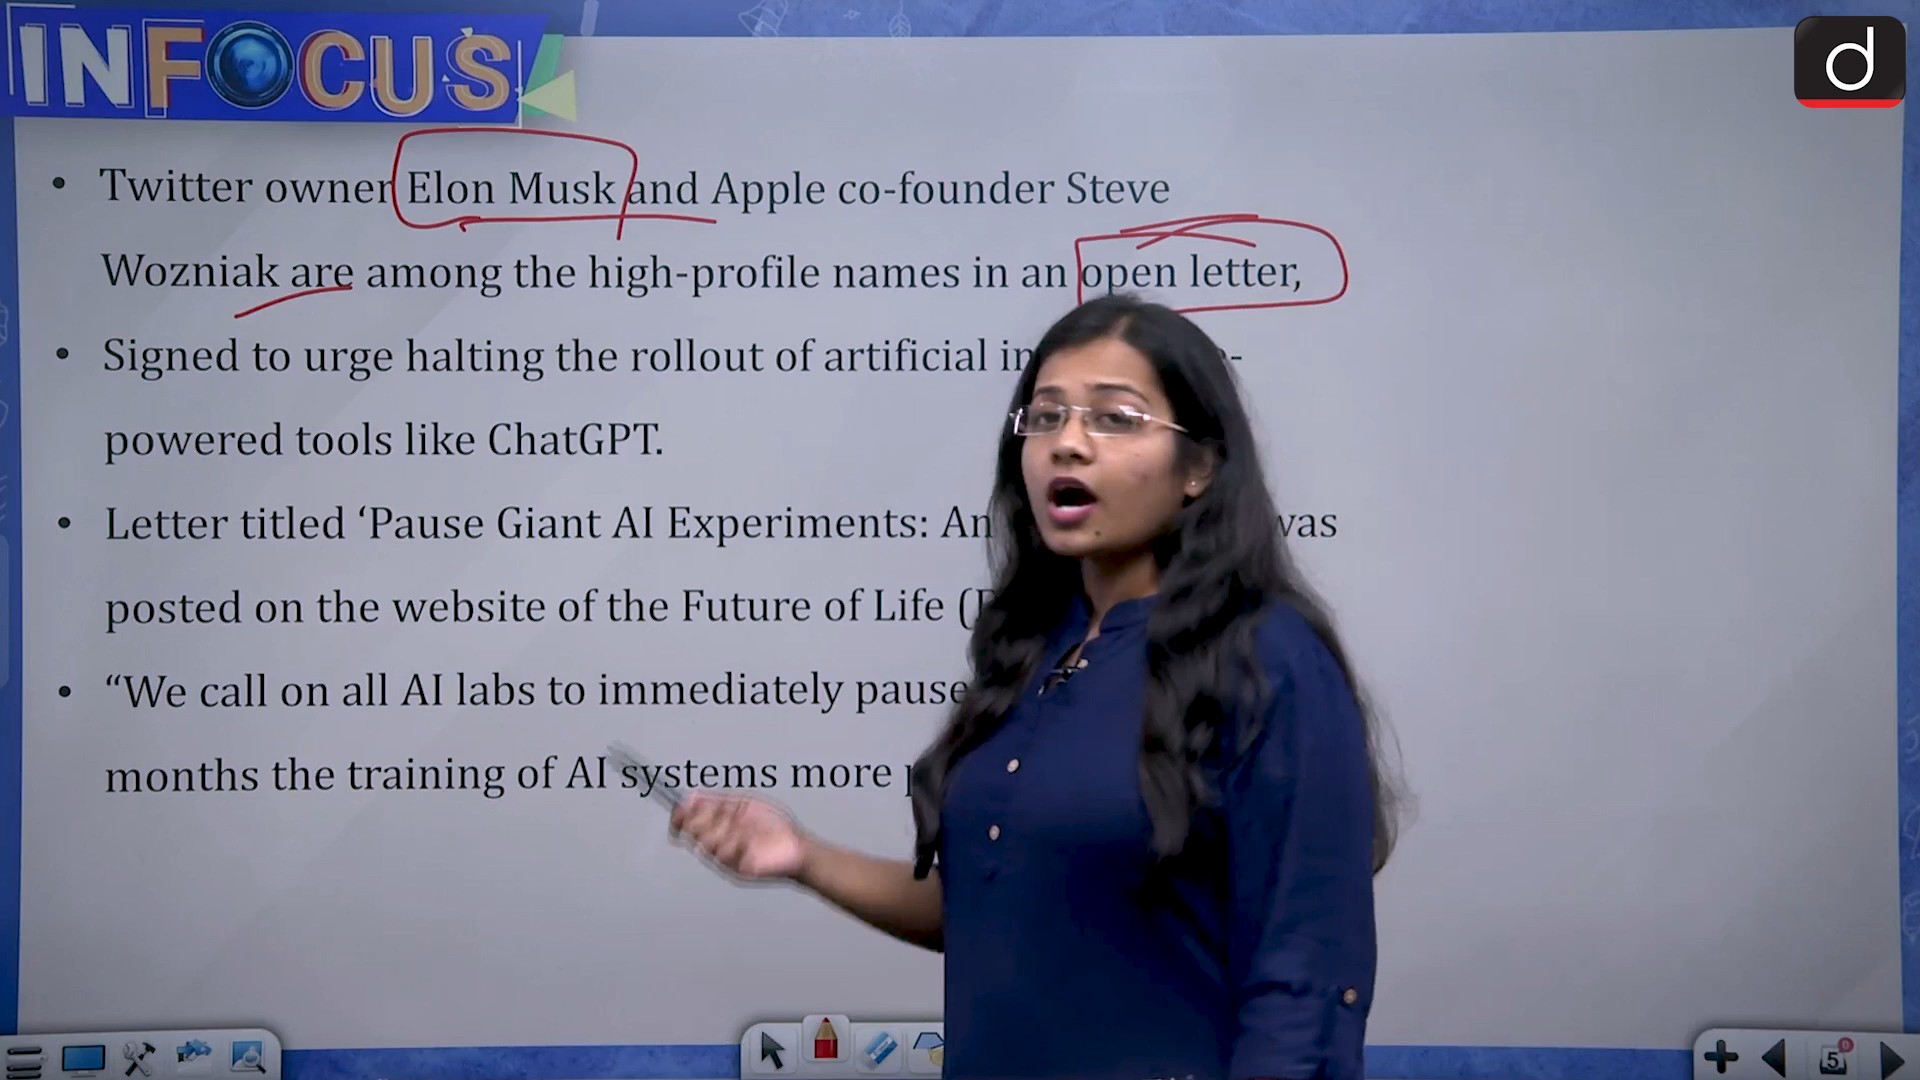 INFOCUS
d
• Twitter owner Elon Musk and Apple co-founder Steve
Wozniak are among the high-profile names in an open letter,
• Signed to urge halting the rollout of artificial
powered tools like ChatGPT.
• Letter titled ‘Pause Giant AI Experiments: An was
posted on the website of the Future of Life
• “We call on all AI labs to immediately pause
months the training of AI systems more
5
0